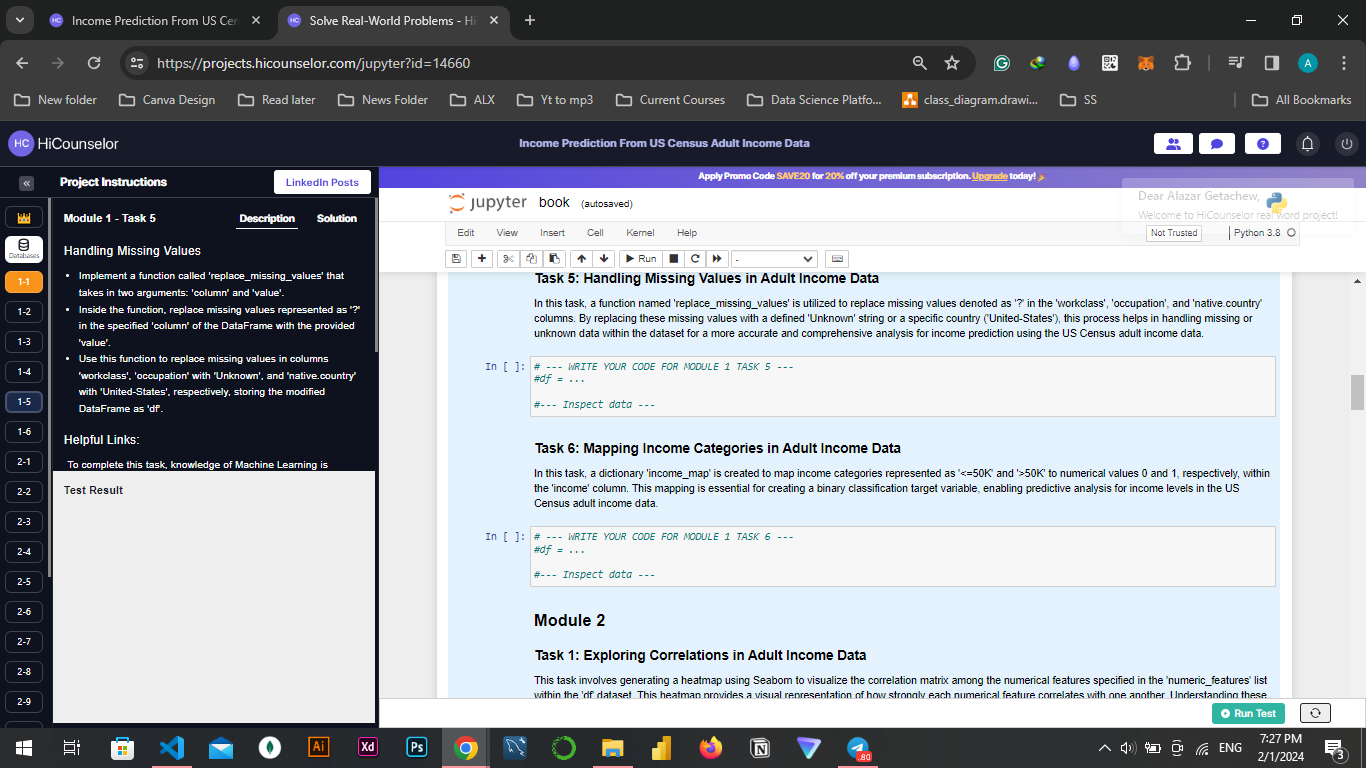 Income Prediction From US Cen
Solve Real-World Problems - Hi
https://projects.hicounselor.com/jupyter?id=14660
A
New folder
Canva Design
Read later
News Folder
ALX
Yt to mp3
Current Courses
Data Science Platfo...
class_diagram.drawi...
SS
All Bookmarks
HC HiCounselor
Income Prediction From US Census Adult Income Data
« Project Instructions
LinkedIn Posts
Apply Promo Code SAVE20 for 20% off your premium subscription. Upgrade today!
Databases
1-1
1-2
1-3
1-4
1-5
1-6
2-1
2-2
2-3
2-4
2-5
2-6
2-7
2-8
2-9
Module 1 - Task 5
Description
Solution
Handling Missing Values
• Implement a function called 'replace_missing_values' that
takes in two arguments: 'column' and 'value'.
• Inside the function, replace missing values represented as '?'
in the specified 'column' of the DataFrame with the provided
'value'.
• Use this function to replace missing values in columns
'workclass', 'occupation' with 'Unknown', and 'native.country'
with 'United-States', respectively, storing the modified
DataFrame as 'df'.
Helpful Links:
To complete this task, knowledge of Machine Learning is
Test Result
jupyter book (autosaved)
Dear Alazar Getachew,
Welcome to HiCounselor real word project!
Edit View Insert Cell Kernel Help
Not Trusted
Python 3.8
Run
-
Task 5: Handling Missing Values in Adult Income Data
In this task, a function named 'replace_missing_values' is utilized to replace missing values denoted as '?' in the 'workclass', 'occupation', and 'native.country'
columns. By replacing these missing values with a defined 'Unknown' string or a specific country ('United-States'), this process helps in handling missing or
unknown data within the dataset for a more accurate and comprehensive analysis for income prediction using the US Census adult income data.
In [ ]:
# --- WRITE YOUR CODE FOR MODULE 1 TASK 5 ---
#df = ...
#--- Inspect data ---
Task 6: Mapping Income Categories in Adult Income Data
In this task, a dictionary 'income_map' is created to map income categories represented as '<=50K' and '>50K' to numerical values 0 and 1, respectively, within
the 'income' column. This mapping is essential for creating a binary classification target variable, enabling predictive analysis for income levels in the US
Census adult income data.
In [ ]:
# --- WRITE YOUR CODE FOR MODULE 1 TASK 6 ---
#df = ...
#--- Inspect data ---
Module 2
Task 1: Exploring Correlations in Adult Income Data
This task involves generating a heatmap using Seaborn to visualize the correlation matrix among the numerical features specified in the 'numeric_features' list
within the 'df' dataset. This heatmap provides a visual representation of how strongly each numerical feature correlates with one another. Understanding these
Run Test
Ai
Xd
Ps
.80
ENG
7:27 PM
2/1/2024
3